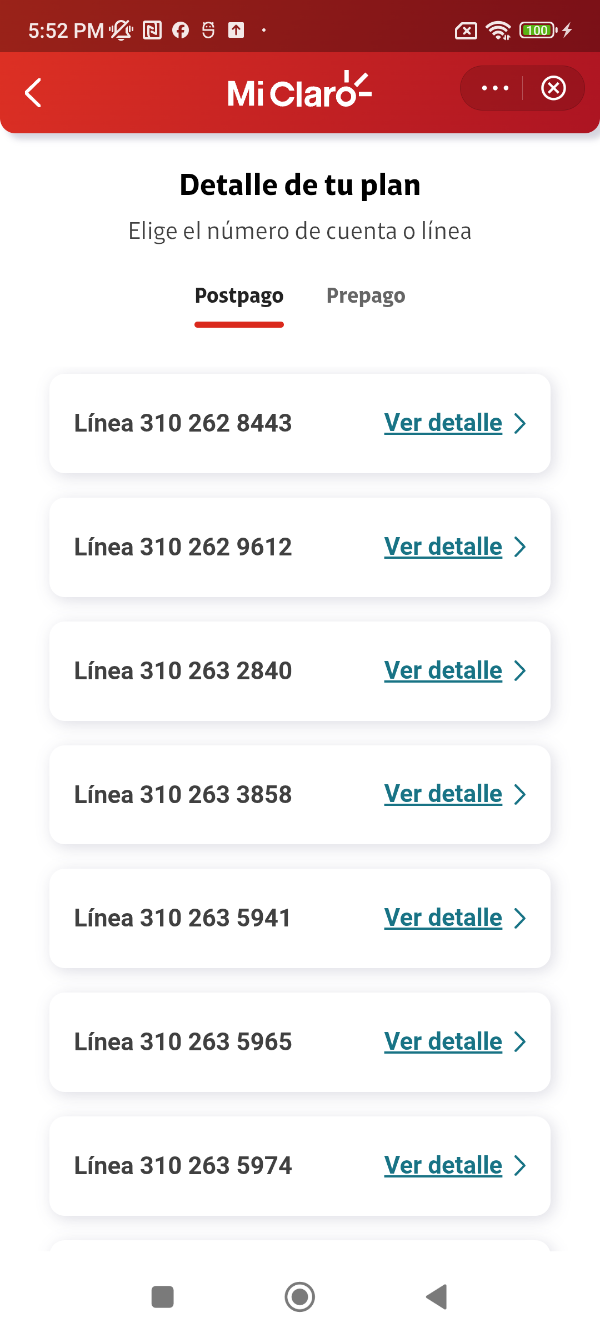 5:52 PM
100
Mi Claro
Detalle de tu plan
Elige el número de cuenta o línea
Postpago Prepago
Línea 310 262 8443 Ver detalle
Línea 310 262 9612 Ver detalle
Línea 310 263 2840 Ver detalle
Línea 310 263 3858 Ver detalle
Línea 310 263 5941 Ver detalle
Línea 310 263 5965 Ver detalle
Línea 310 263 5974 Ver detalle